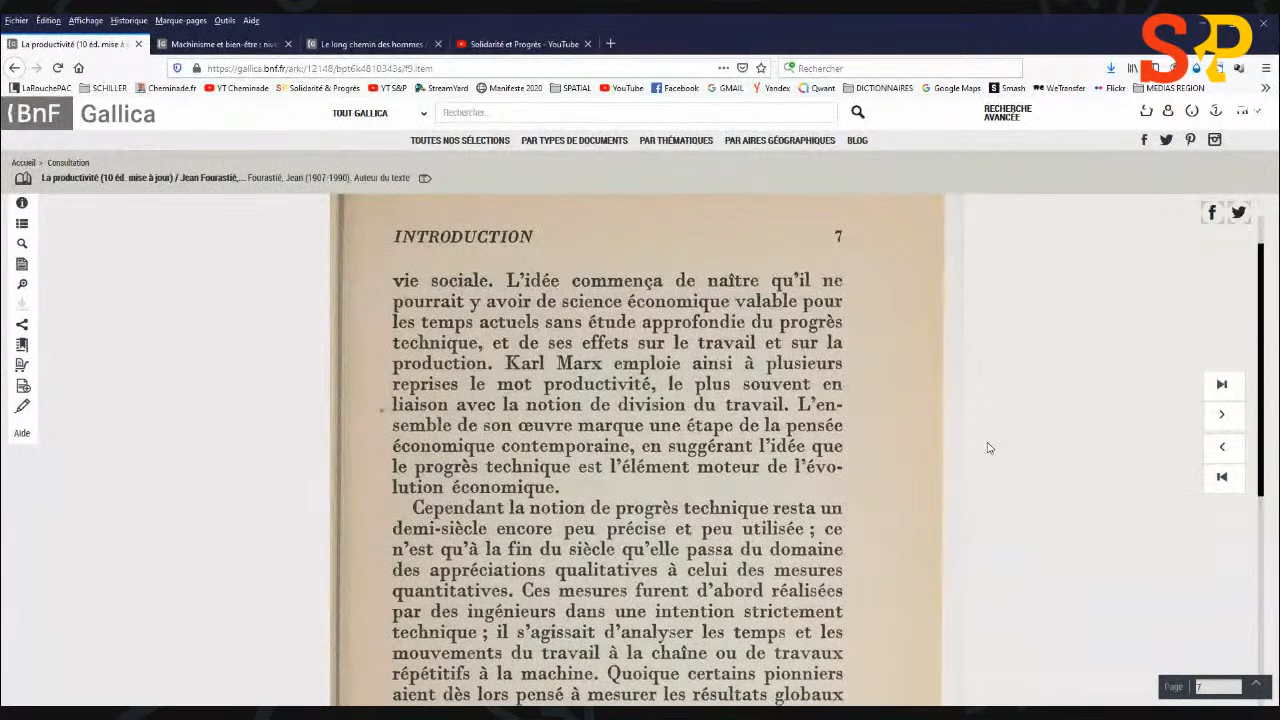 Fichier Édition Affichage Historique Marque-pages Outils Aide
La productivité (10 éd. mise à j
Machinisme et bien-être : nive
Le long chemin des hommes /
Solidarité et Progrès - YouTube
SP
https://gallica.bnf.fr/ark:/12148/bpt6k4810343s/f9.item
Rechercher
LaRouchePAC SCHILLER Cheminade.fr YT Cheminade Solidarité & Progrès YT S&P StreamYard Manifeste 2020 SPATIAL YouTube Facebook GMAIL Yandex Qwant DICTIONNAIRES Google Maps Smash WeTransfer Flickr MEDIAS REGION
BnF Gallica
TOUT GALLICA
Rechercher...
RECHERCHE
AVANCÉE
TOUTES NOS SÉLECTIONS PAR TYPES DE DOCUMENTS PAR THÉMATIQUES PAR AIRES GÉOGRAPHIQUES BLOG
Accueil > Consultation
La productivité (10 éd. mise à jour) / Jean Fourastié,... Fourastié, Jean (1907-1990). Auteur du texte
INTRODUCTION 7
vie sociale. L'idée commença de naître qu'il ne
pourrait y avoir de science économique valable pour
les temps actuels sans étude approfondie du progrès
technique, et de ses effets sur le travail et sur la
production. Karl Marx emploie ainsi à plusieurs
reprises le mot productivité, le plus souvent en
liaison avec la notion de division du travail. L'en-
semble de son œuvre marque une étape de la pensée
économique contemporaine, en suggérant l'idée que
le progrès technique est l'élément moteur de l'évo-
lution économique.
Cependant la notion de progrès technique resta un
demi-siècle encore peu précise et peu utilisée ; ce
n'est qu'à la fin du siècle qu'elle passa du domaine
des appréciations qualitatives à celui des mesures
quantitatives. Ces mesures furent d'abord réalisées
par des ingénieurs dans une intention strictement
technique ; il s'agissait d'analyser les temps et les
mouvements du travail à la chaîne ou de travaux
répétitifs à la machine. Quoique certains pionniers
aient dès lors pensé à mesurer les résultats globaux
Aide
Page 7